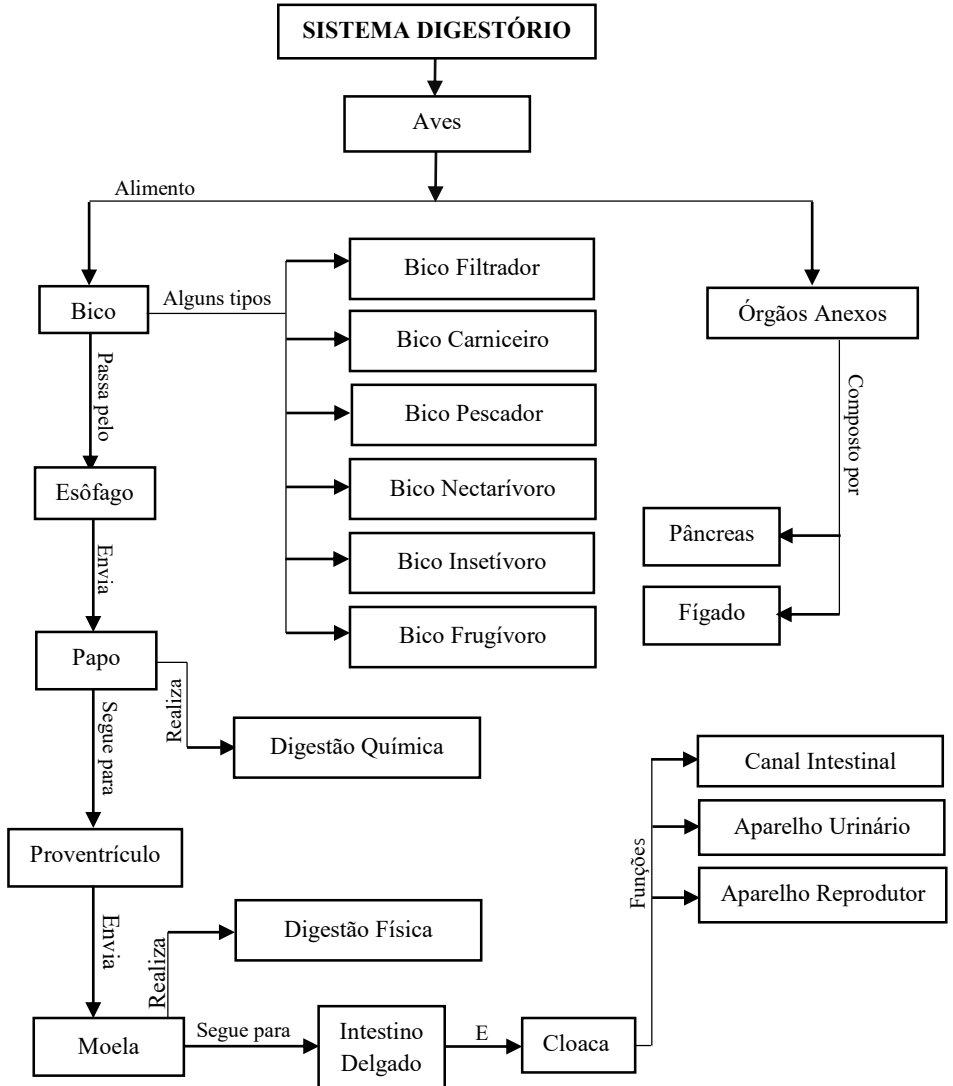 SISTEMA DIGESTÓRIO
Aves
Alimento
Bico
Alguns tipos
Bico Filtrador
Bico Carniceiro
Bico Pescador
Bico Nectarívoro
Bico Insetívoro
Bico Frugívoro
Órgãos Anexos
Composto por
Pâncreas
Fígado
Passa pelo
Esôfago
Envia
Papo
Realiza
Digestão Química
Segue para
Proventrículo
Envia
Moela
Realiza
Digestão Física
Segue para
Intestino
Delgado
E
Cloaca
Funções
Canal Intestinal
Aparelho Urinário
Aparelho Reprodutor